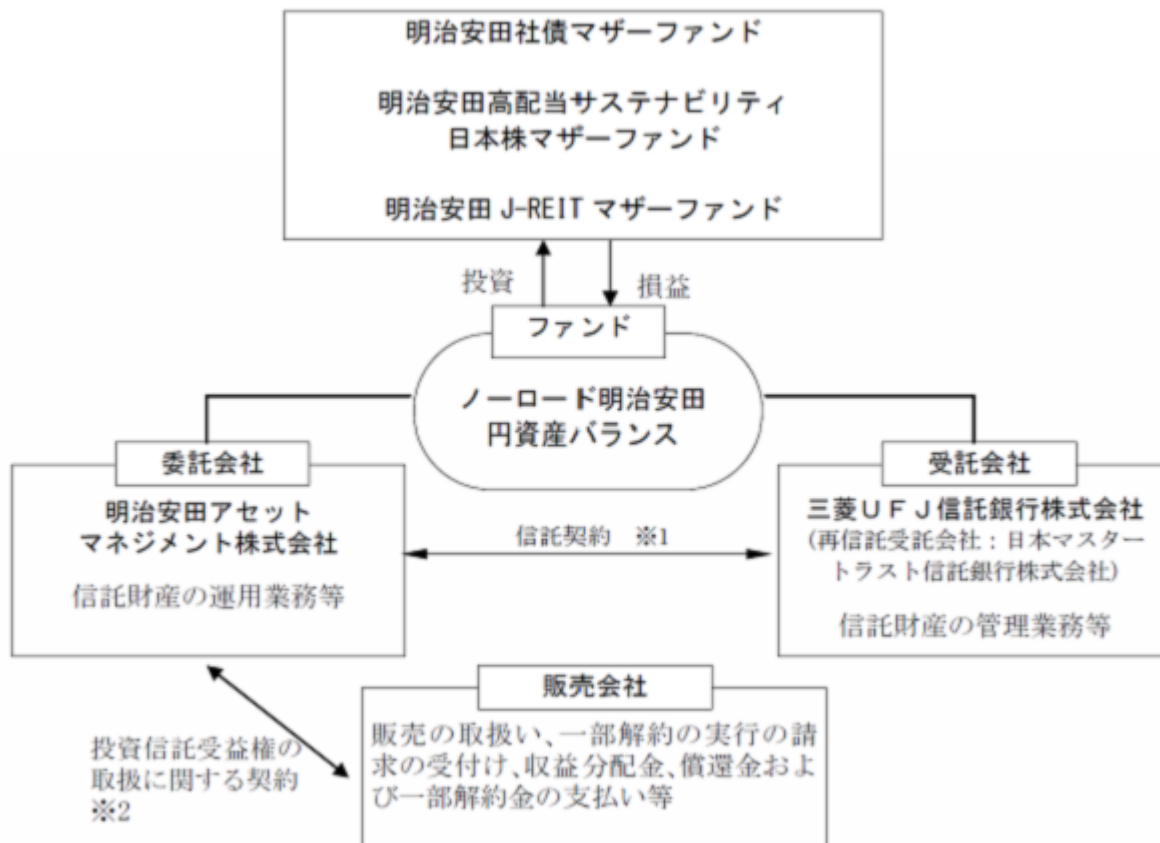 明治安田社債マザーファンド
明治安田高配当サステナビリティ
日本株マザーファンド
明治安田 J-REIT マザーファンド
投資
損益
ファンド
ノーロード明治安田
円資産バランス
委託会社
明治安田アセット
マネジメント株式会社
信託財産の運用業務等
信託契約　※1
受託会社
三菱ＵＦＪ信託銀行株式会社
(再信託受託会社：日本マスター
トラスト信託銀行株式会社)
信託財産の管理業務等
投資信託受益権の
取扱に関する契約
※2
販売会社
販売の取扱い、一部解約の実行の請
求の受付け、収益分配金、償還金およ
び一部解約金の支払い等